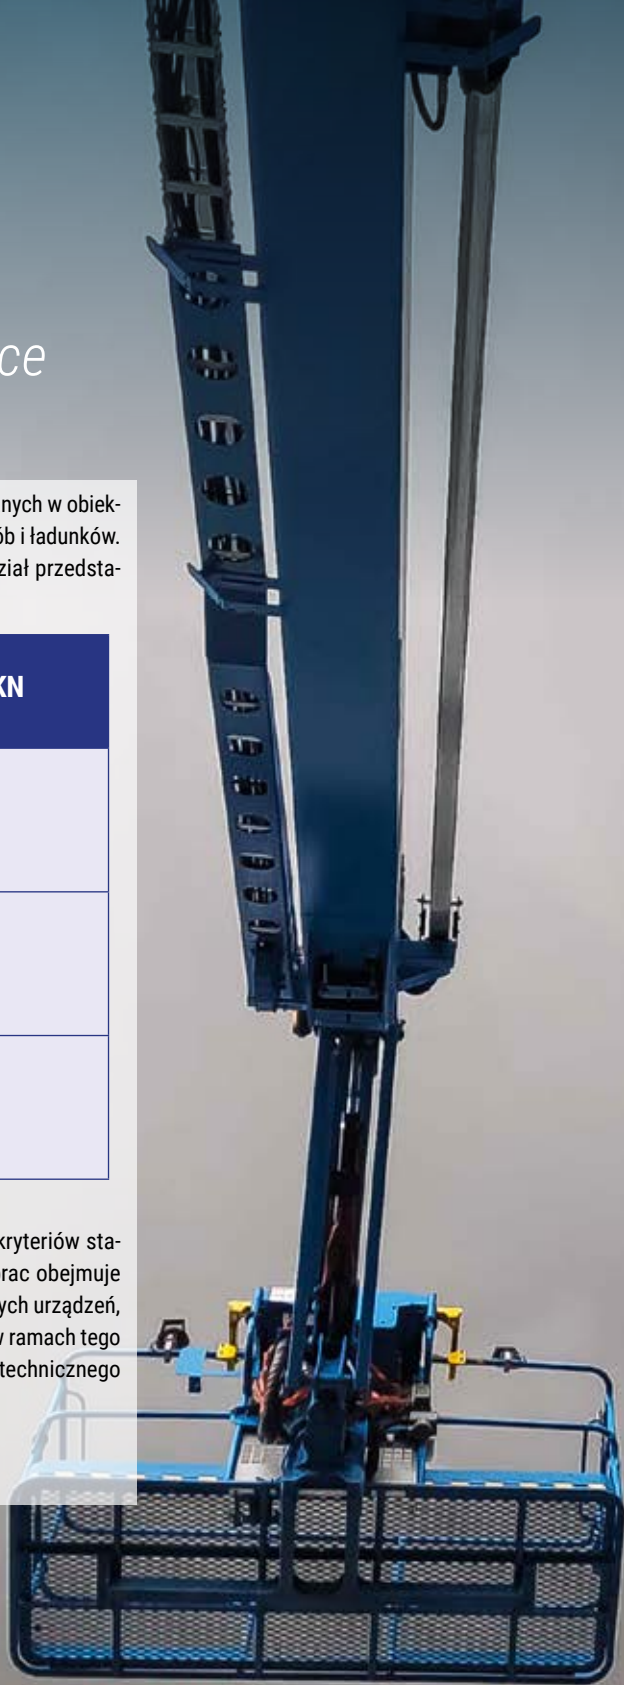 ce
nych w obiek-
ób i ładunków.
ział przedsta-
KN
kryteriów sta-
rac obejmuje
ych urządzeń,
w ramach tego
technicznego